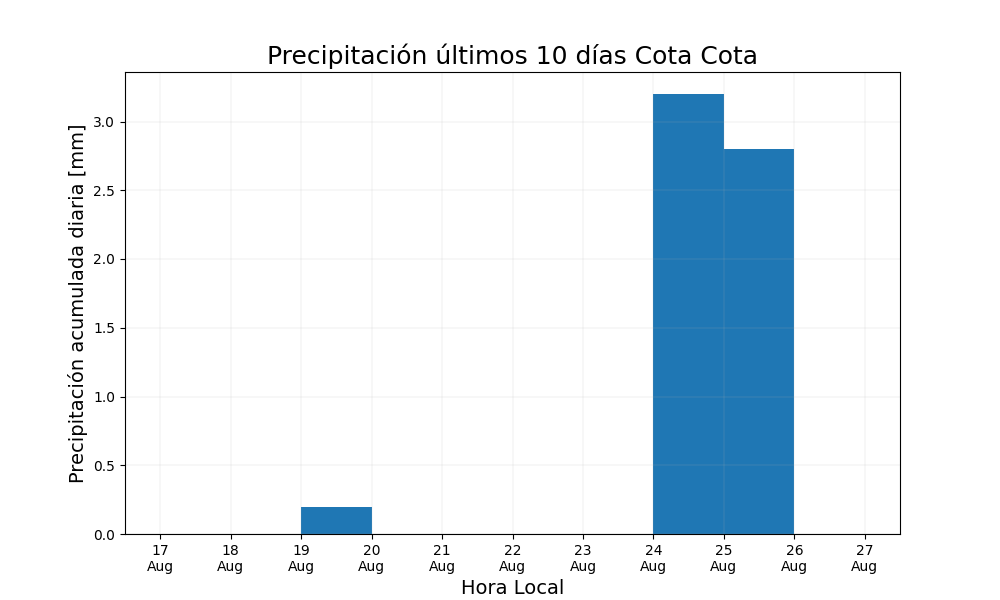 Precipitación últimos 10 días Cota Cota
Precipitación acumulada diaria [mm]
3.0
2.5
2.0
1.5
1.0
0.5
0.0
17 18 19 20 21 22 23 24 25 26 27
Aug Aug Aug Aug Aug Aug Aug Aug Aug Aug Aug
Hora Local